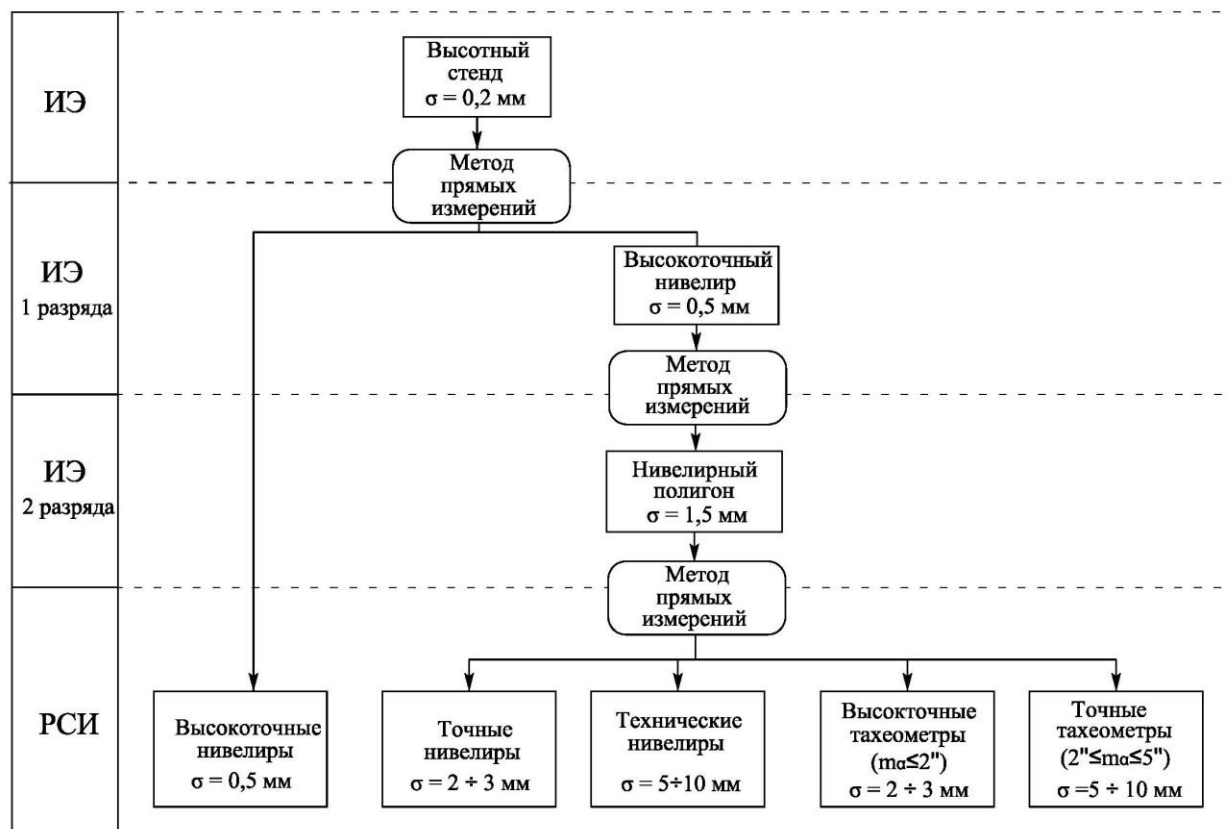 ИЭ
Высотный
стенд
σ = 0,2 мм
Метод
прямых
измерений
ИЭ
1 разряда
Высокоточный
нивелир
σ = 0,5 мм
Метод
прямых
измерений
ИЭ
2 разряда
Нивелирный
полигон
σ = 1,5 мм
Метод
прямых
измерений
РСИ
Высокоточные
нивелиры
σ = 0,5 мм
Точные
нивелиры
σ = 2 ÷ 3 мм
Технические
нивелиры
σ = 5÷10 мм
Высокточные
тахеометры
(mα≤2")
σ = 2 ÷ 3 мм
Точные
тахеометры
(2"≤mα≤5")
σ =5 ÷ 10 мм